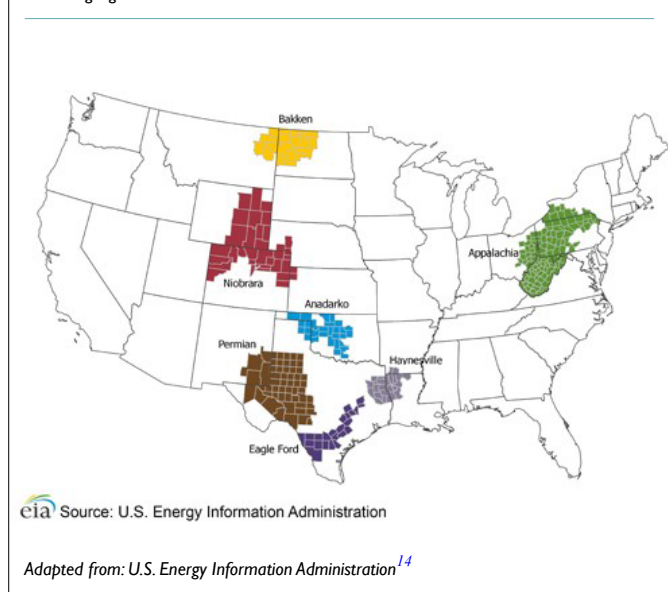 Bakken
Appalachia
Niobrara
Anadarko
Permian
Haynesville
Eagle Ford
eia Source: U.S. Energy Information Administration
Adapted from: U.S. Energy Information Administration14